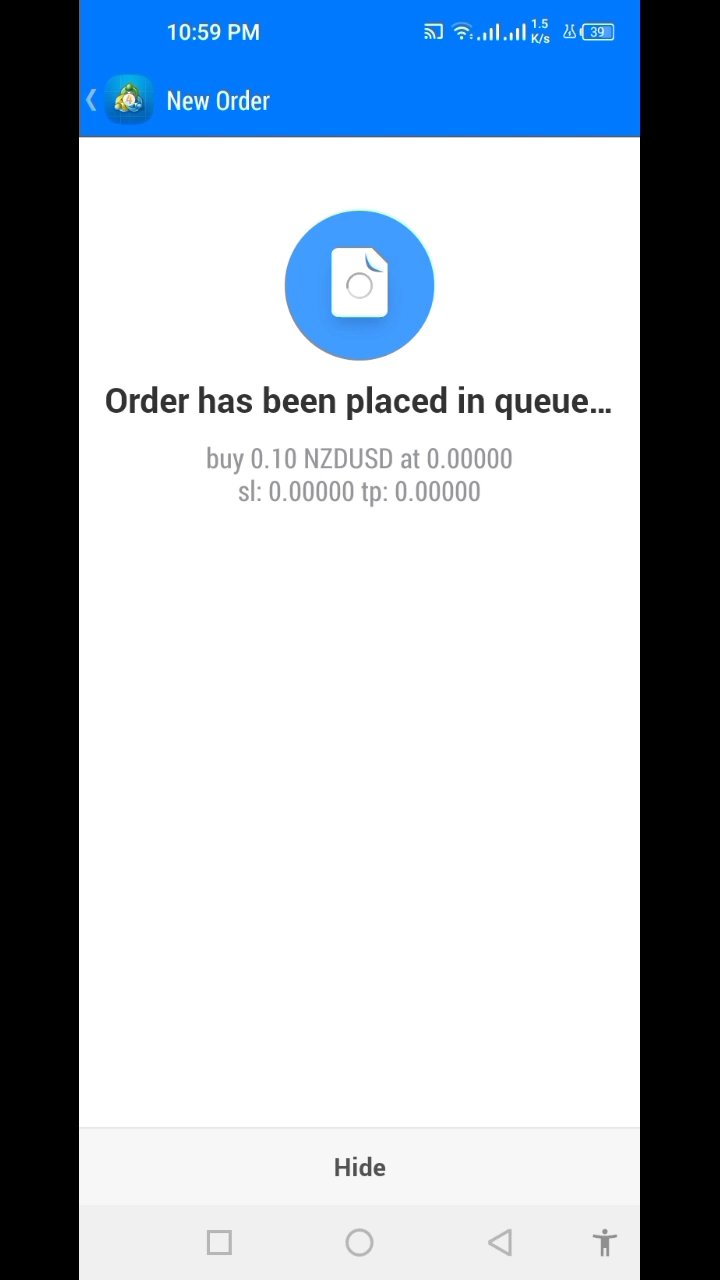 10:59 PM
1.5
K/s
39
New Order
Order has been placed in queue...
buy 0.10 NZDUSD at 0.00000
sl: 0.00000 tp: 0.00000
Hide